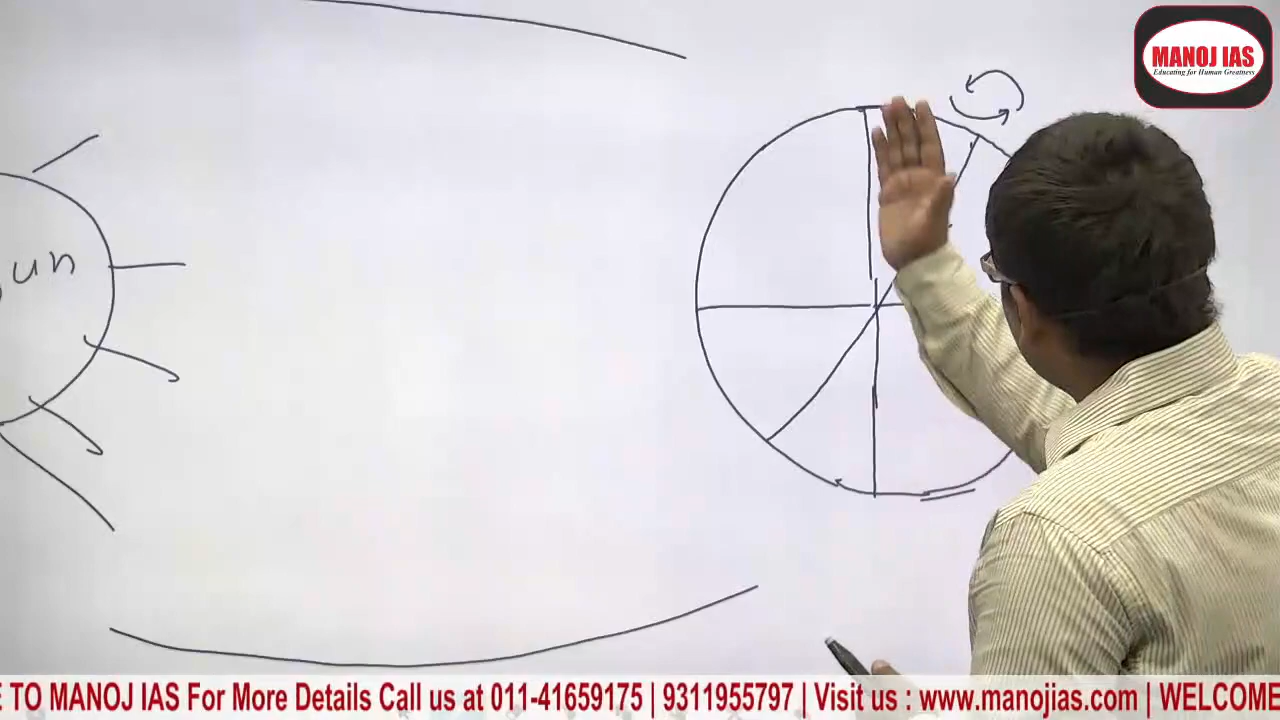 MANOJ IAS
Educating for Human Greatness
un
E TO MANOJ IAS For More Details Call us at 011-41659175 | 9311955797 | Visit us : www.manojias.com | WELCOME